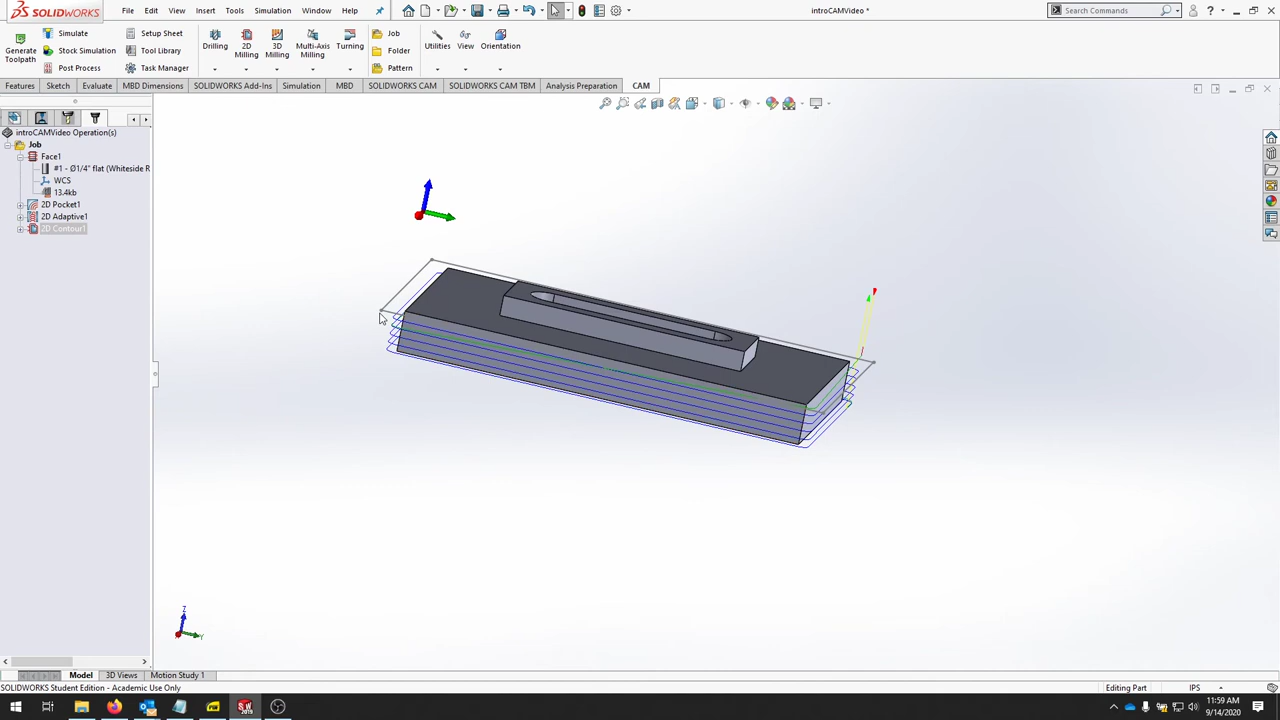 SOLIDWORKS File Edit View Insert Tools Simulation Window Help introCAMVideo * Search Commands
Generate Toolpath
Simulate
Stock Simulation
Post Process
Setup Sheet
Tool Library
Task Manager
Drilling
2D Milling
3D Milling
Multi-Axis Milling
Turning
Job
Folder
Pattern
Utilities
View
Orientation
Features Sketch Evaluate MBD Dimensions SOLIDWORKS Add-Ins Simulation MBD SOLIDWORKS CAM SOLIDWORKS CAM TBM Analysis Preparation CAM
introCAMVideo Operation(s)
Job
Face1
#1 - Ø1/4" flat (Whiteside R
WCS
13.4kb
2D Pocket1
2D Adaptive1
2D Contour1
Z
Y
Model 3D Views Motion Study 1
SOLIDWORKS Student Edition - Academic Use Only Editing Part IPS
11:59 AM
9/14/2020